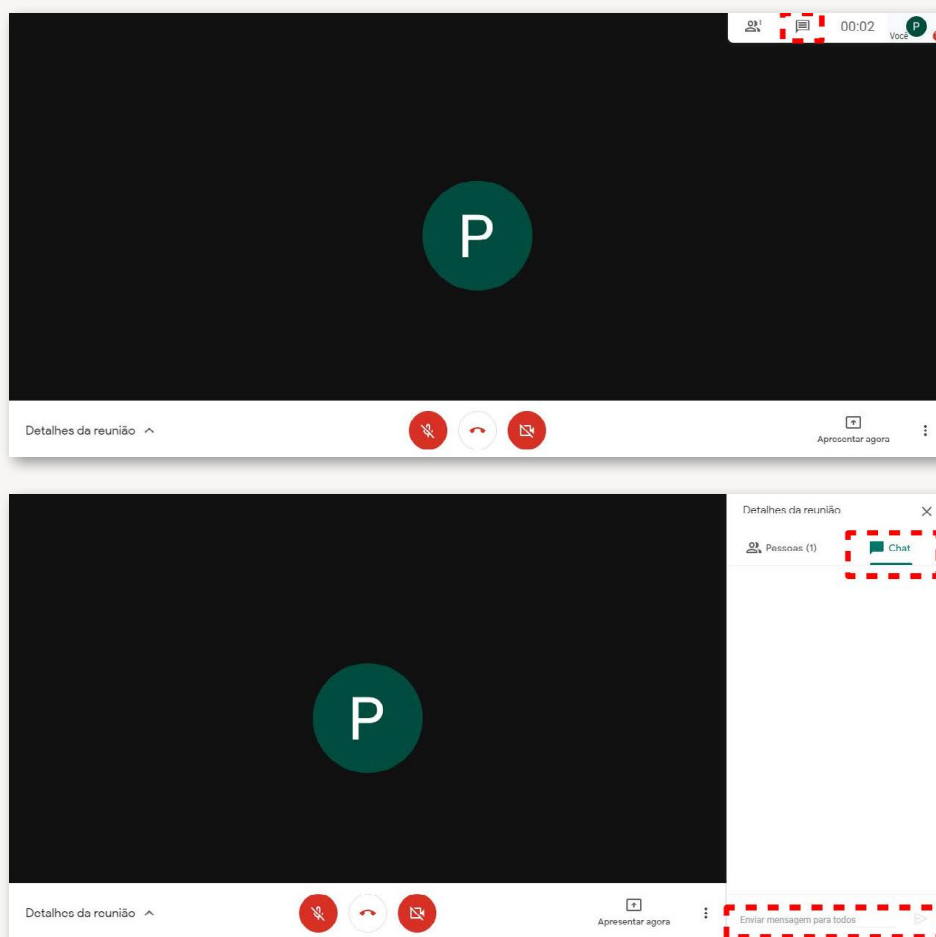 00:02
Você
P
P
Detalhes da reunião
Apresentar agora
Detalhes da reunião
Pessoas (1)
Chat
P
Detalhes da reunião
Apresentar agora
Enviar mensagem para todos